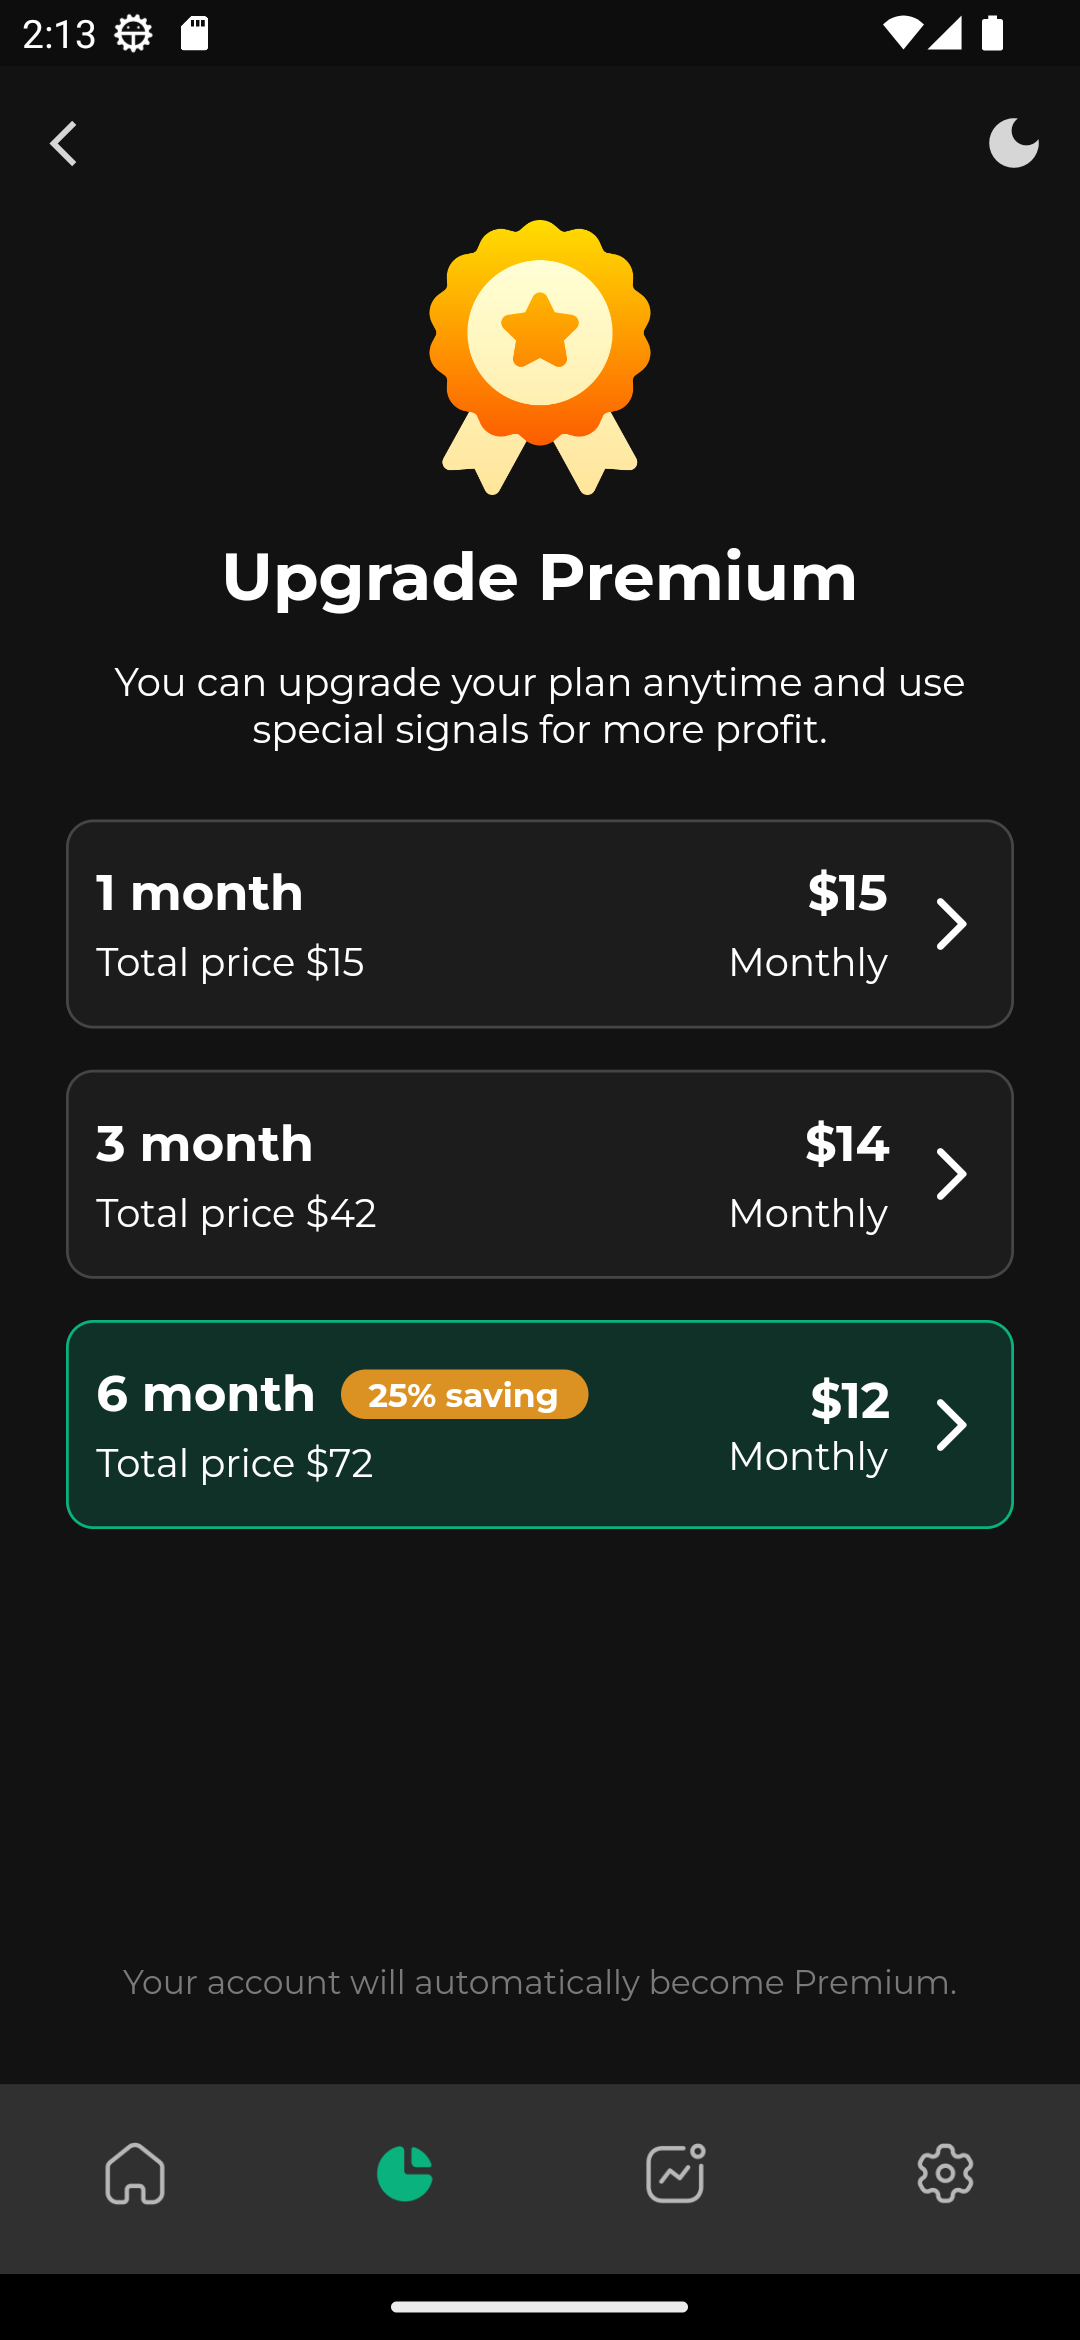 2:13
Upgrade Premium
You can upgrade your plan anytime and use
special signals for more profit.
1 month
$15
Total price $15
Monthly
3 month
$14
Total price $42
Monthly
6 month
25% saving
$12
Total price $72
Monthly
Your account will automatically become Premium.